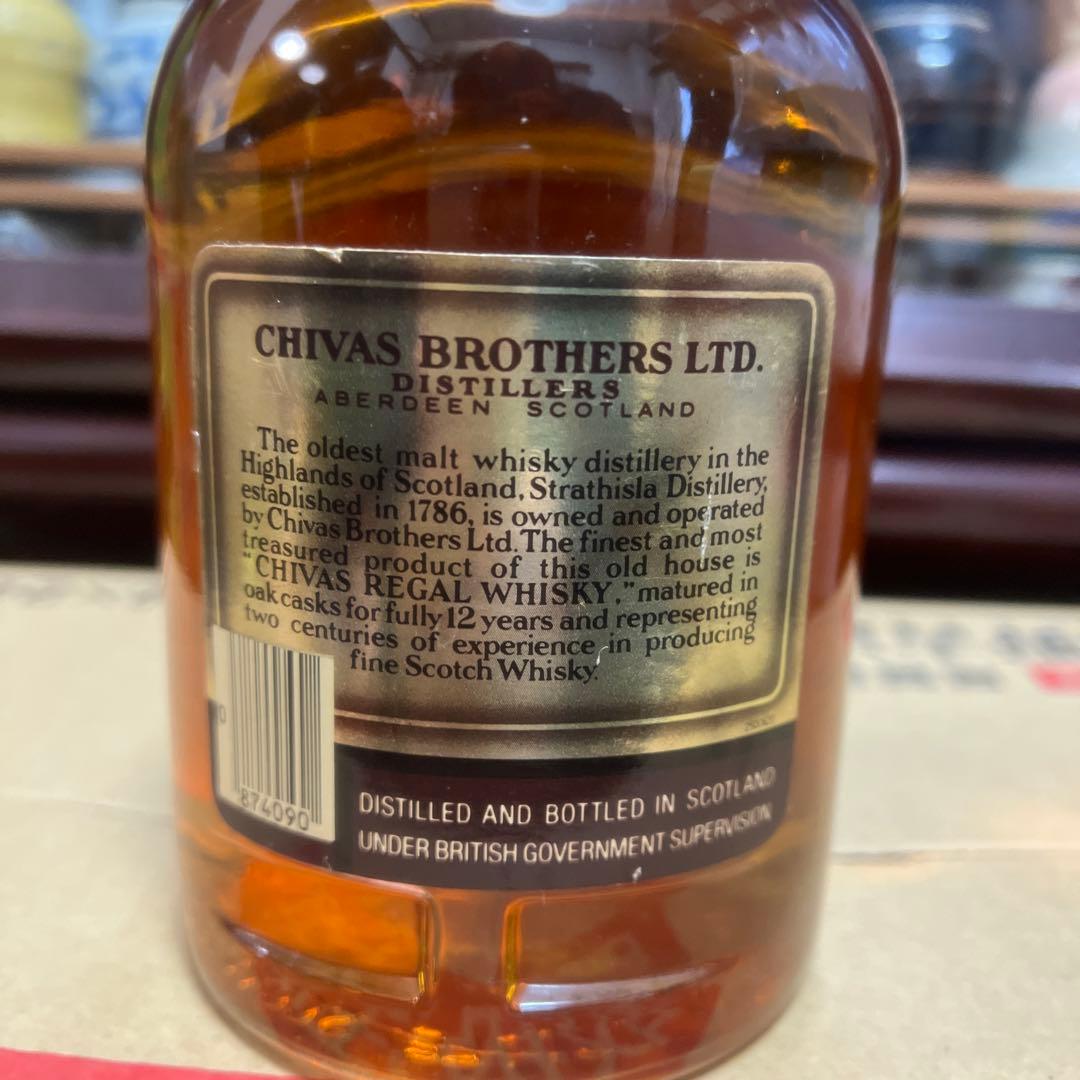 CHIVAS BROTHERS LTD.
DISTILLERS
ABERDEEN SCOTLAND
The oldest malt whisky distillery in the
Highlands of Scotland, Strathisla Distillery,
established in 1786, is owned and operated
by Chivas Brothers Ltd. The finest and most
treasured product of this old house is
"CHIVAS REGAL WHISKY," matured in
oak casks for fully 12 years and representing
two centuries of experience in producing
fine Scotch Whisky.
0
874090
DISTILLED AND BOTTLED IN SCOTLAND
UNDER BRITISH GOVERNMENT SUPERVISION